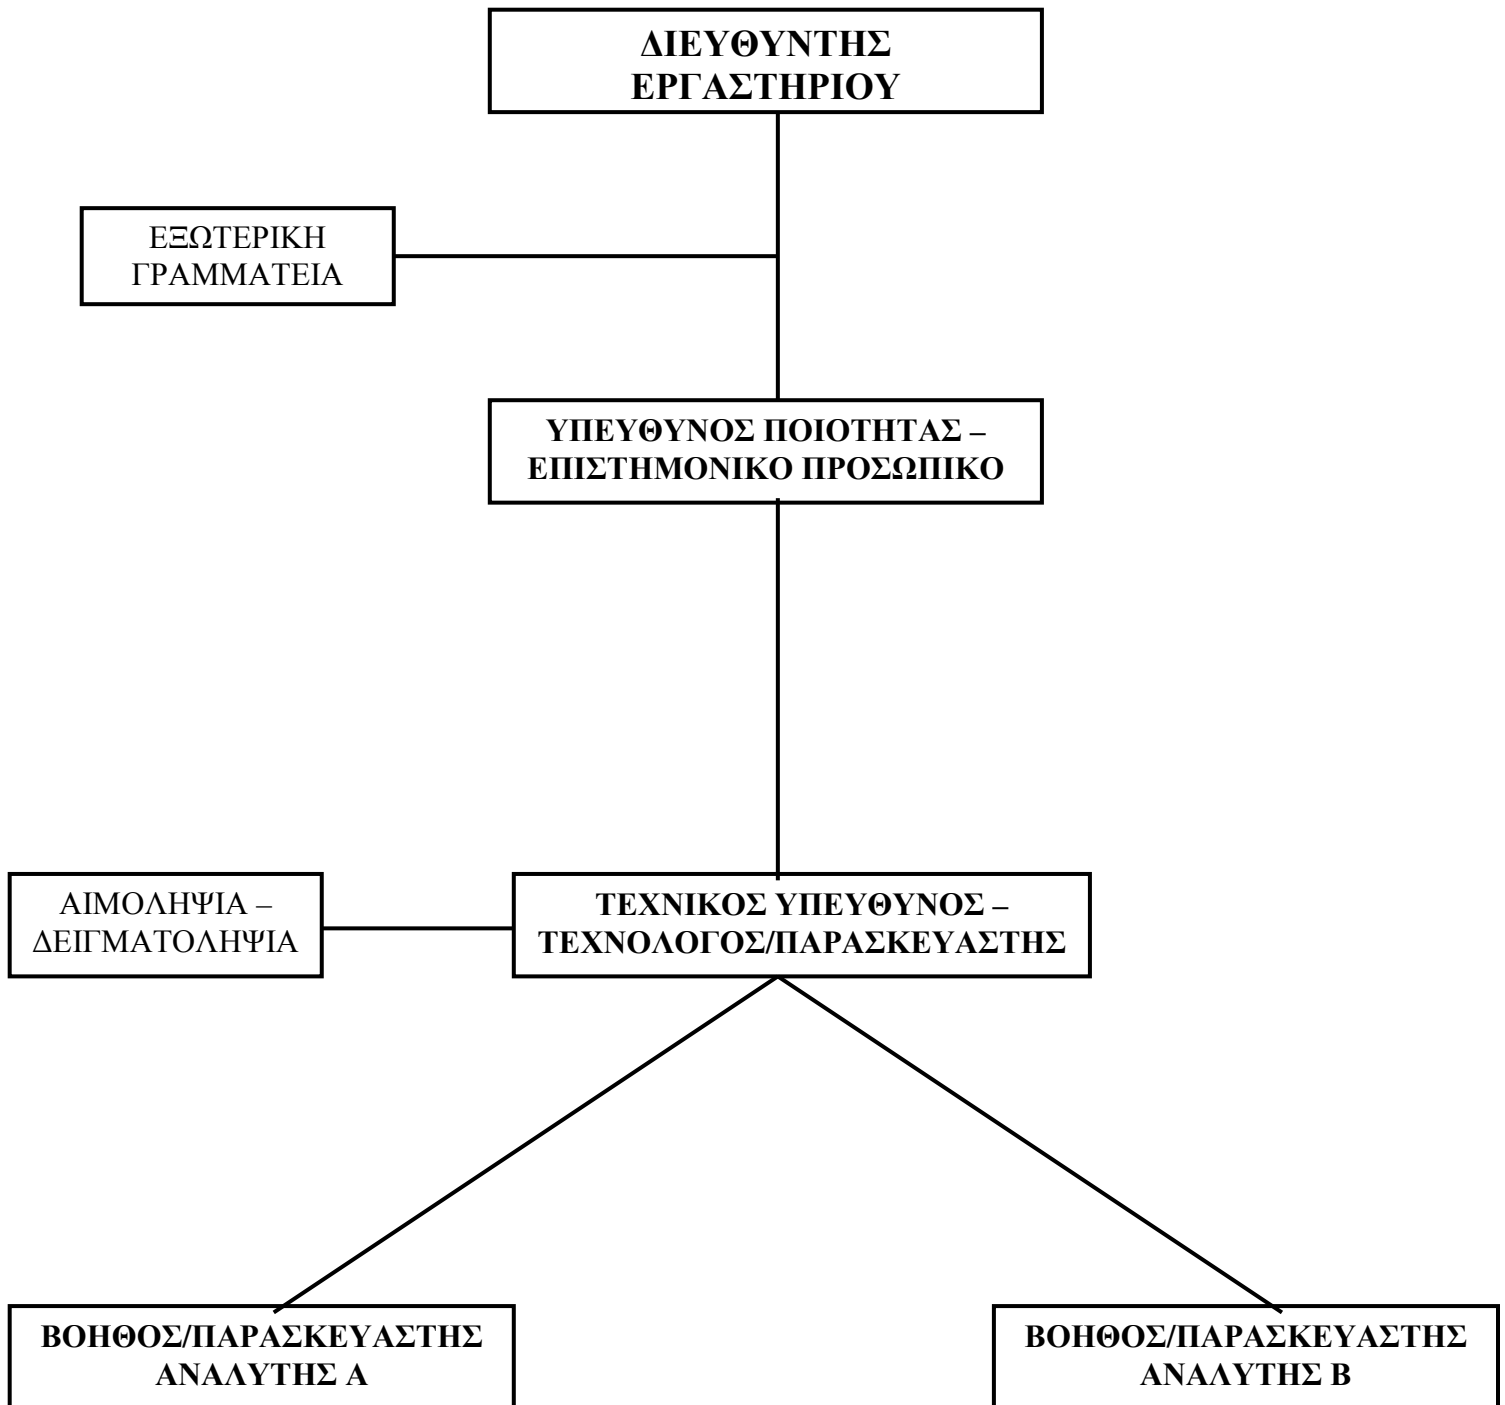 ΔΙΕΥΘΥΝΤΗΣ
ΕΡΓΑΣΤΗΡΙΟΥ
ΕΞΩΤΕΡΙΚΗ
ΓΡΑΜΜΑΤΕΙΑ
ΥΠΕΥΘΥΝΟΣ ΠΟΙΟΤΗΤΑΣ –
ΕΠΙΣΤΗΜΟΝΙΚΟ ΠΡΟΣΩΠΙΚΟ
ΑΙΜΟΛΗΨΙΑ –
ΔΕΙΓΜΑΤΟΛΗΨΙΑ
ΤΕΧΝΙΚΟΣ ΥΠΕΥΘΥΝΟΣ –
ΤΕΧΝΟΛΟΓΟΣ/ΠΑΡΑΣΚΕΥΑΣΤΗΣ
ΒΟΗΘΟΣ/ΠΑΡΑΣΚΕΥΑΣΤΗΣ
ΑΝΑΛΥΤΗΣ Α
ΒΟΗΘΟΣ/ΠΑΡΑΣΚΕΥΑΣΤΗΣ
ΑΝΑΛΥΤΗΣ Β